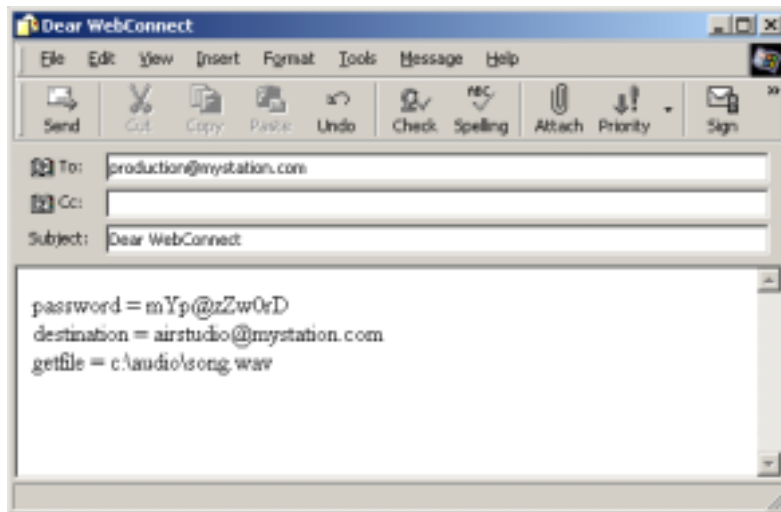 Dear WebConnect
File Edit View Insert Format Tools Message Help
Send Cut Copy Paste Undo Check Spelling Attach Priority Sign
To: production@mystation.com
Cc:
Subject: Dear WebConnect
password = mYp@zZw0rD
destination = airstudio@mystation.com
getfile = c:\audio\song.wav